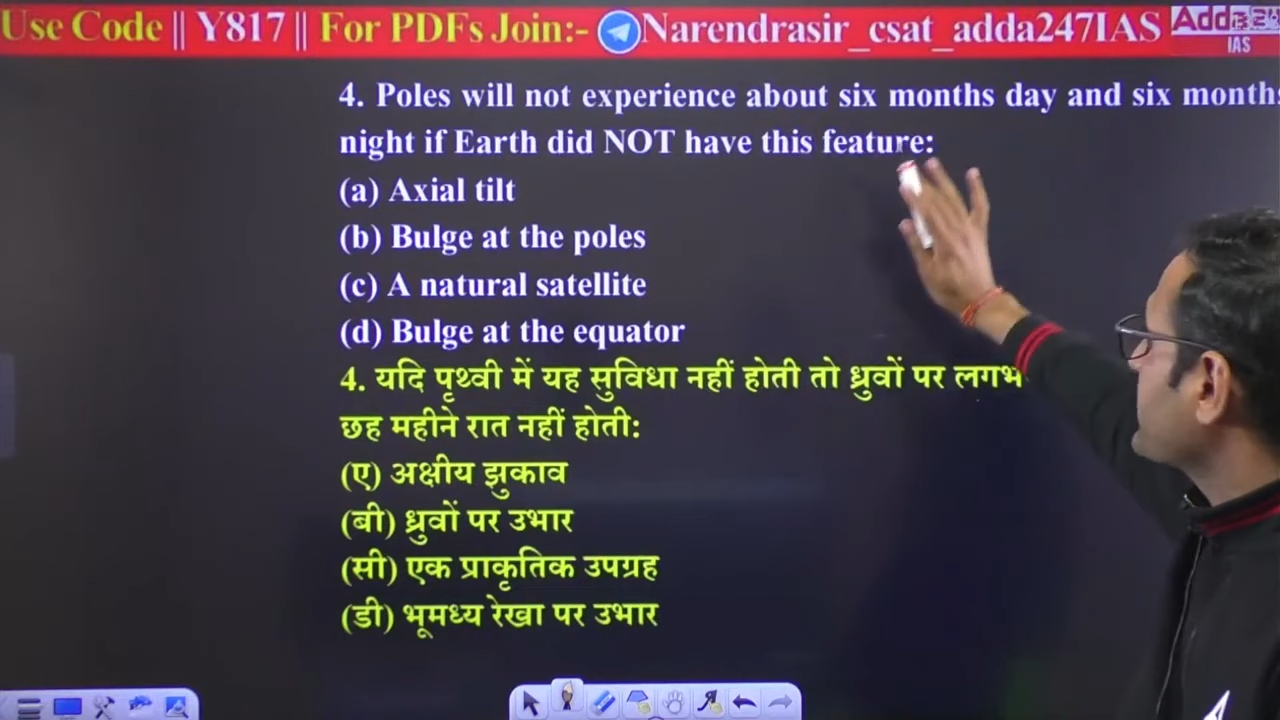 Use Code || Y817 || For PDFs Join:- Narendrasir_csat_adda247IAS
IAS
4. Poles will not experience about six months day and six months
night if Earth did NOT have this feature:
(a) Axial tilt
(b) Bulge at the poles
(c) A natural satellite
(d) Bulge at the equator
4. यदि पृथ्वी में यह सुविधा नहीं होती तो ध्रुवों पर
छह महीने रात नहीं होती:
(ए) अक्षीय झुकाव
(बी) ध्रुवों पर उभार
(सी) एक प्राकृतिक उपग्रह
(डी) भूमध्य रेखा पर उभार